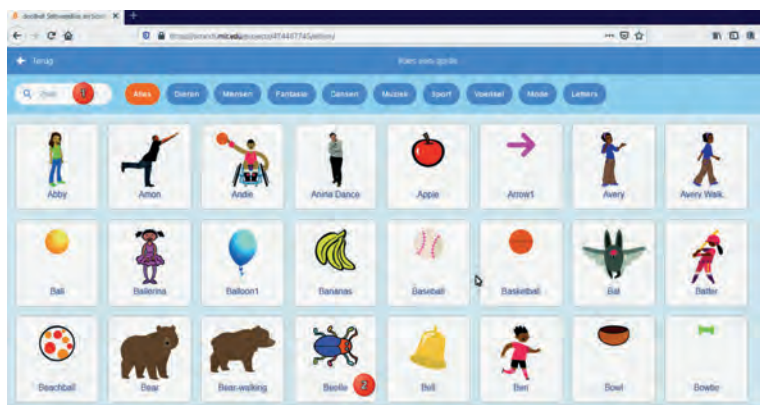 Terug
Kies een sprite
1
Alles Dieren Mensen Fantasie Dansen Muziek Sport Voedsel Mode Letters
Abby Amon Andie Anina Dance Apple Arrow1 Avery Avery Walk..
Ball Ballerina Balloon1 Bananas Baseball Basketball Bat Batter
Beachball Bear Bear-walking Beetle 2 Bell Ben Bowl Bowtie